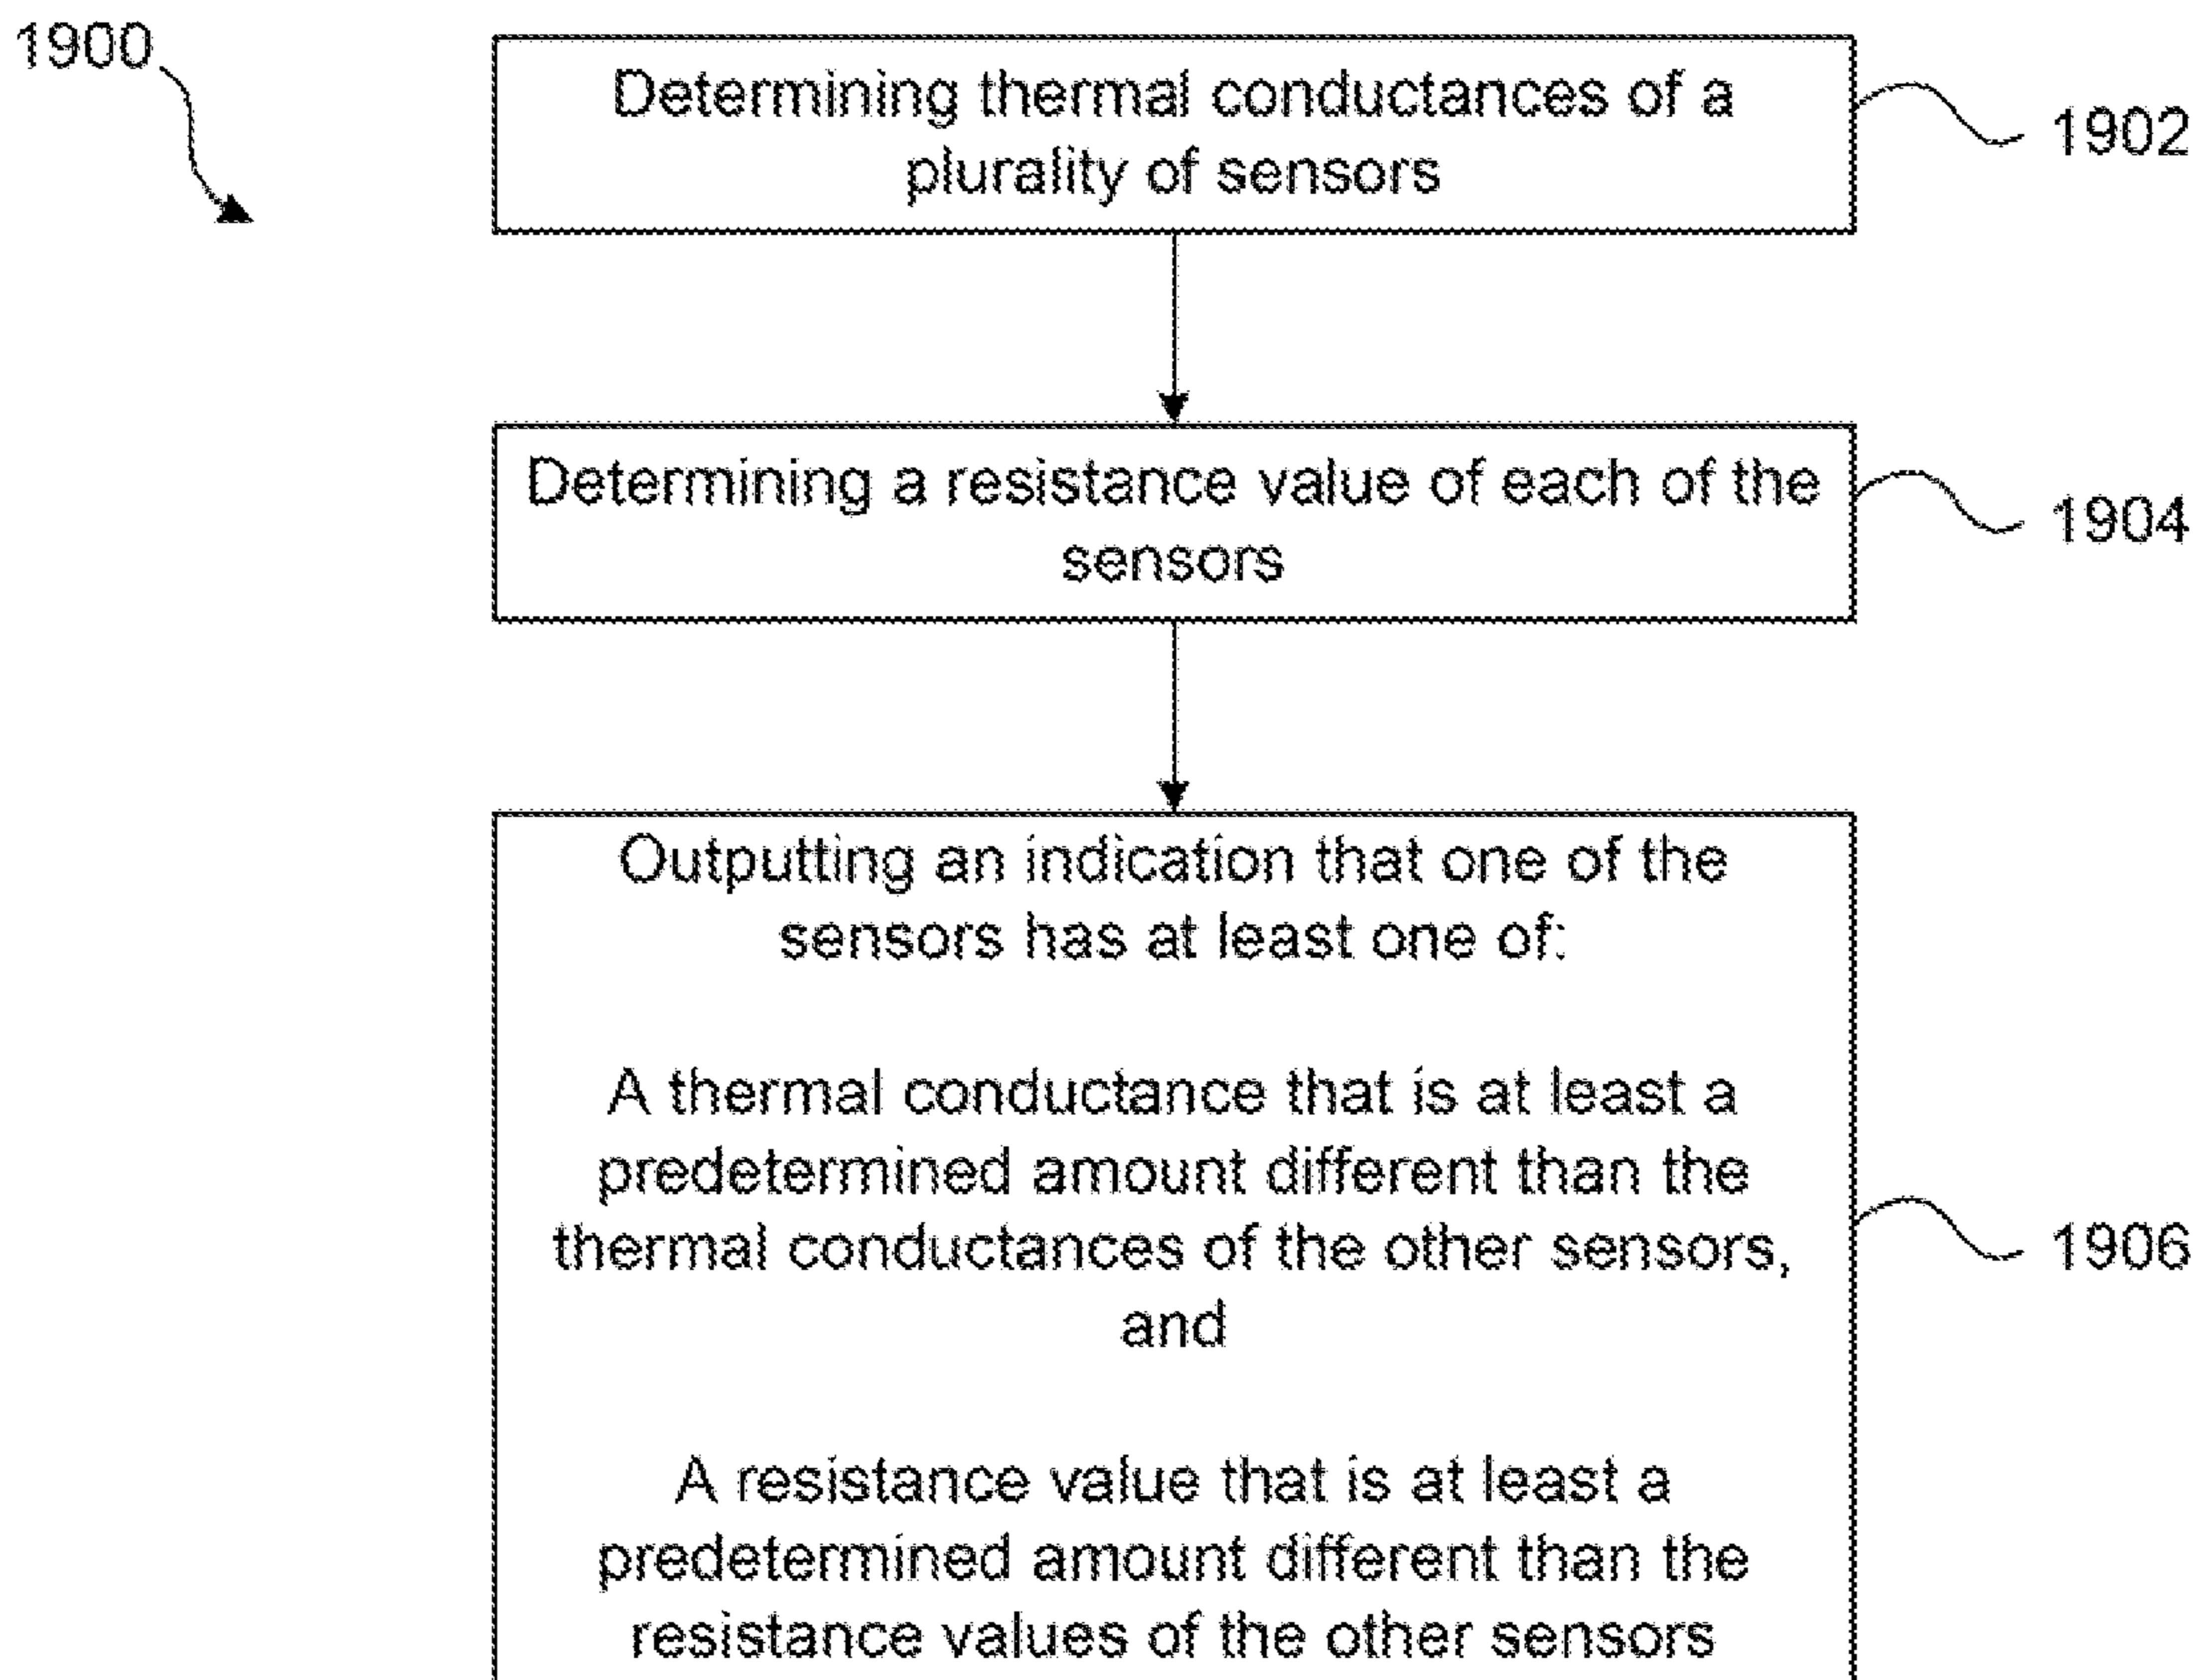 1900
Determining thermal conductances of a
plurality of sensors
1902
Determining a resistance value of each of the
sensors
1904
Outputting an indication that one of the
sensors has at least one of:
A thermal conductance that is at least a
predetermined amount different than the
thermal conductances of the other sensors,
and
A resistance value that is at least a
predetermined amount different than the
resistance values of the other sensors
1906